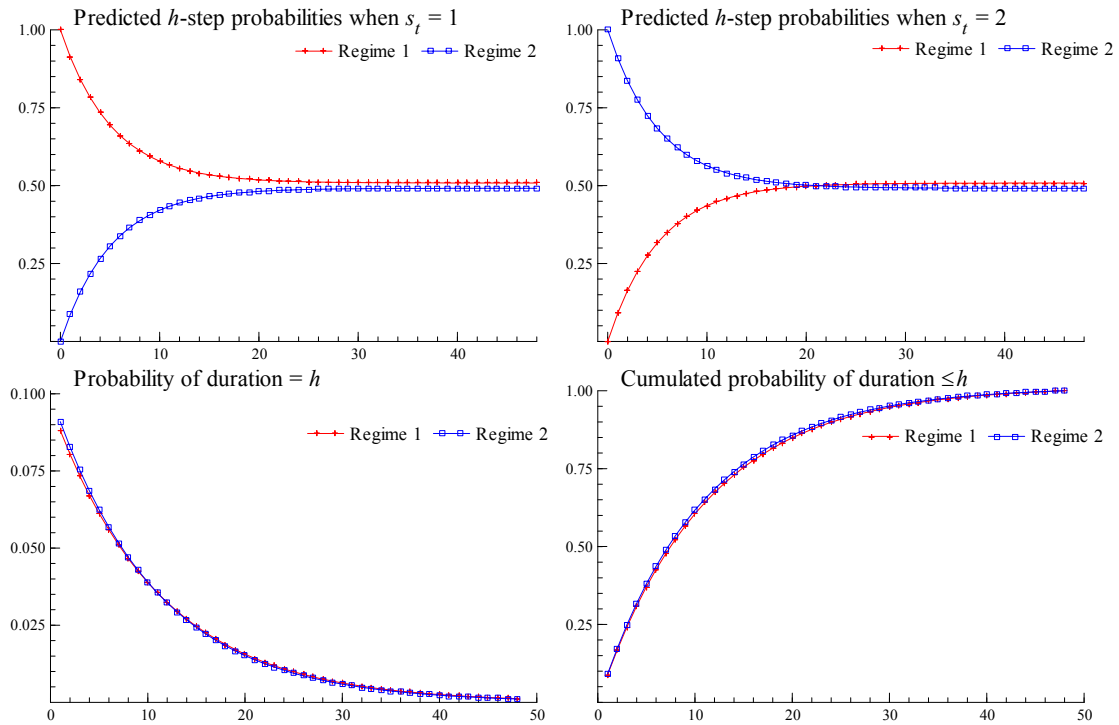 Predicted h-step probabilities when s_t = 1
1.00
Regime 1 Regime 2
0.75
0.50
0.25
0 10 20 30 40
Predicted h-step probabilities when s_t = 2
1.00
Regime 1 Regime 2
0.75
0.50
0.25
0 10 20 30 40
Probability of duration = h
0.100
Regime 1 Regime 2
0.075
0.050
0.025
0 10 20 30 40 50
Cumulated probability of duration ≤h
1.00
Regime 1 Regime 2
0.75
0.50
0.25
0 10 20 30 40 50